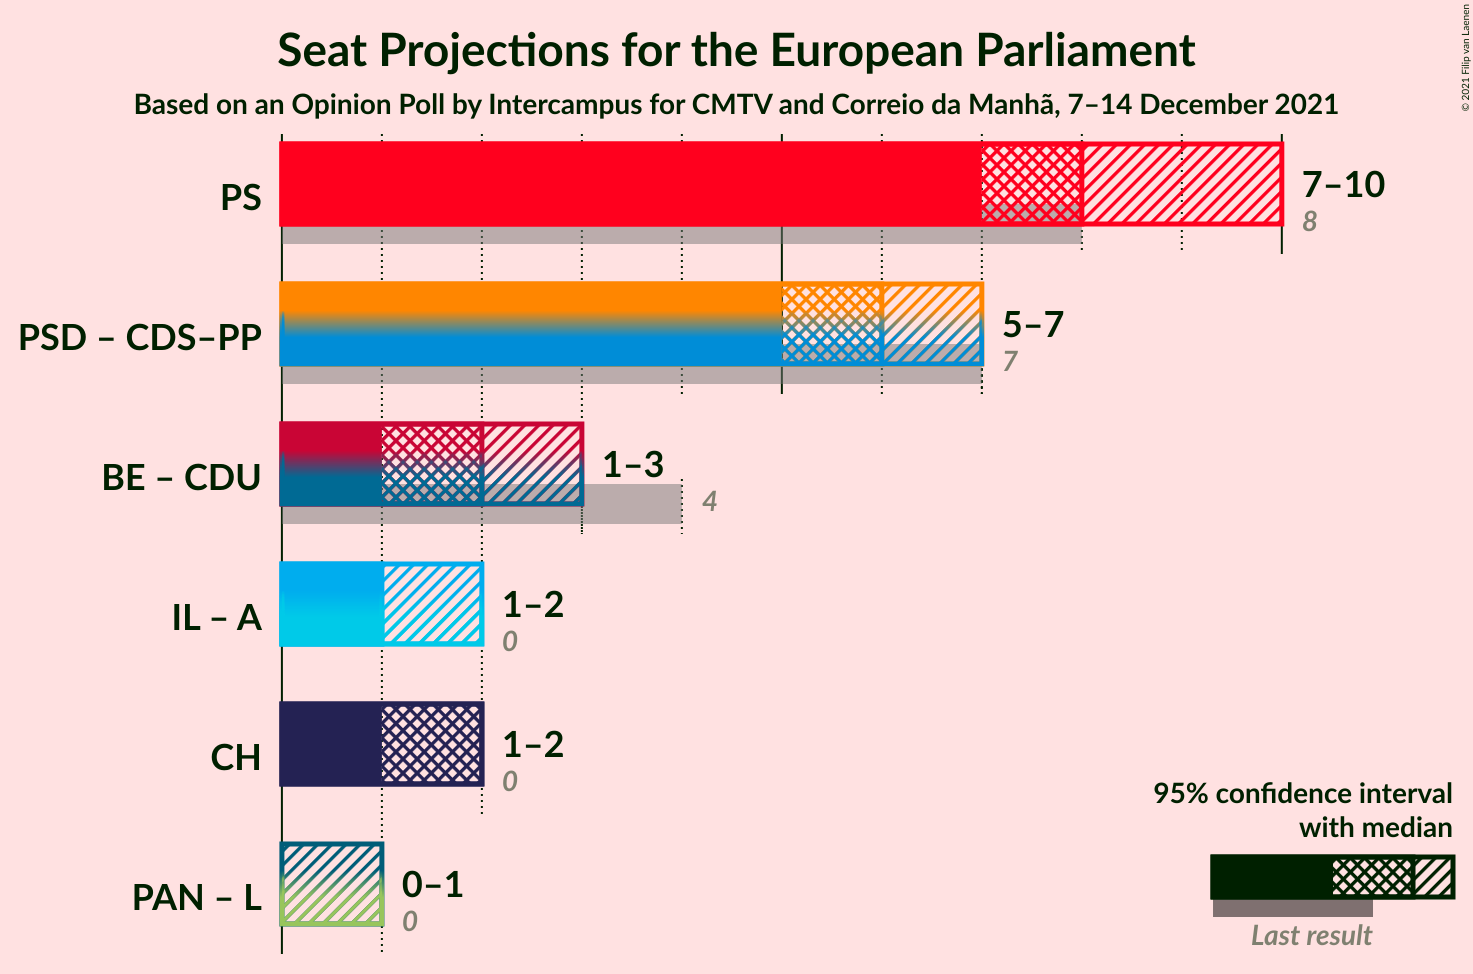 Seat Projections for the European Parliament
Based on an Opinion Poll by Intercampus for CMTV and Correio da Manhã, 7–14 December 2021
© 2021 Filip van Laenen
PS
7–10
8
PSD – CDS–PP
5–7
7
BE – CDU
1–3
4
IL – A
1–2
0
CH
1–2
0
PAN – L
0–1
0
95% confidence interval
with median
Last result